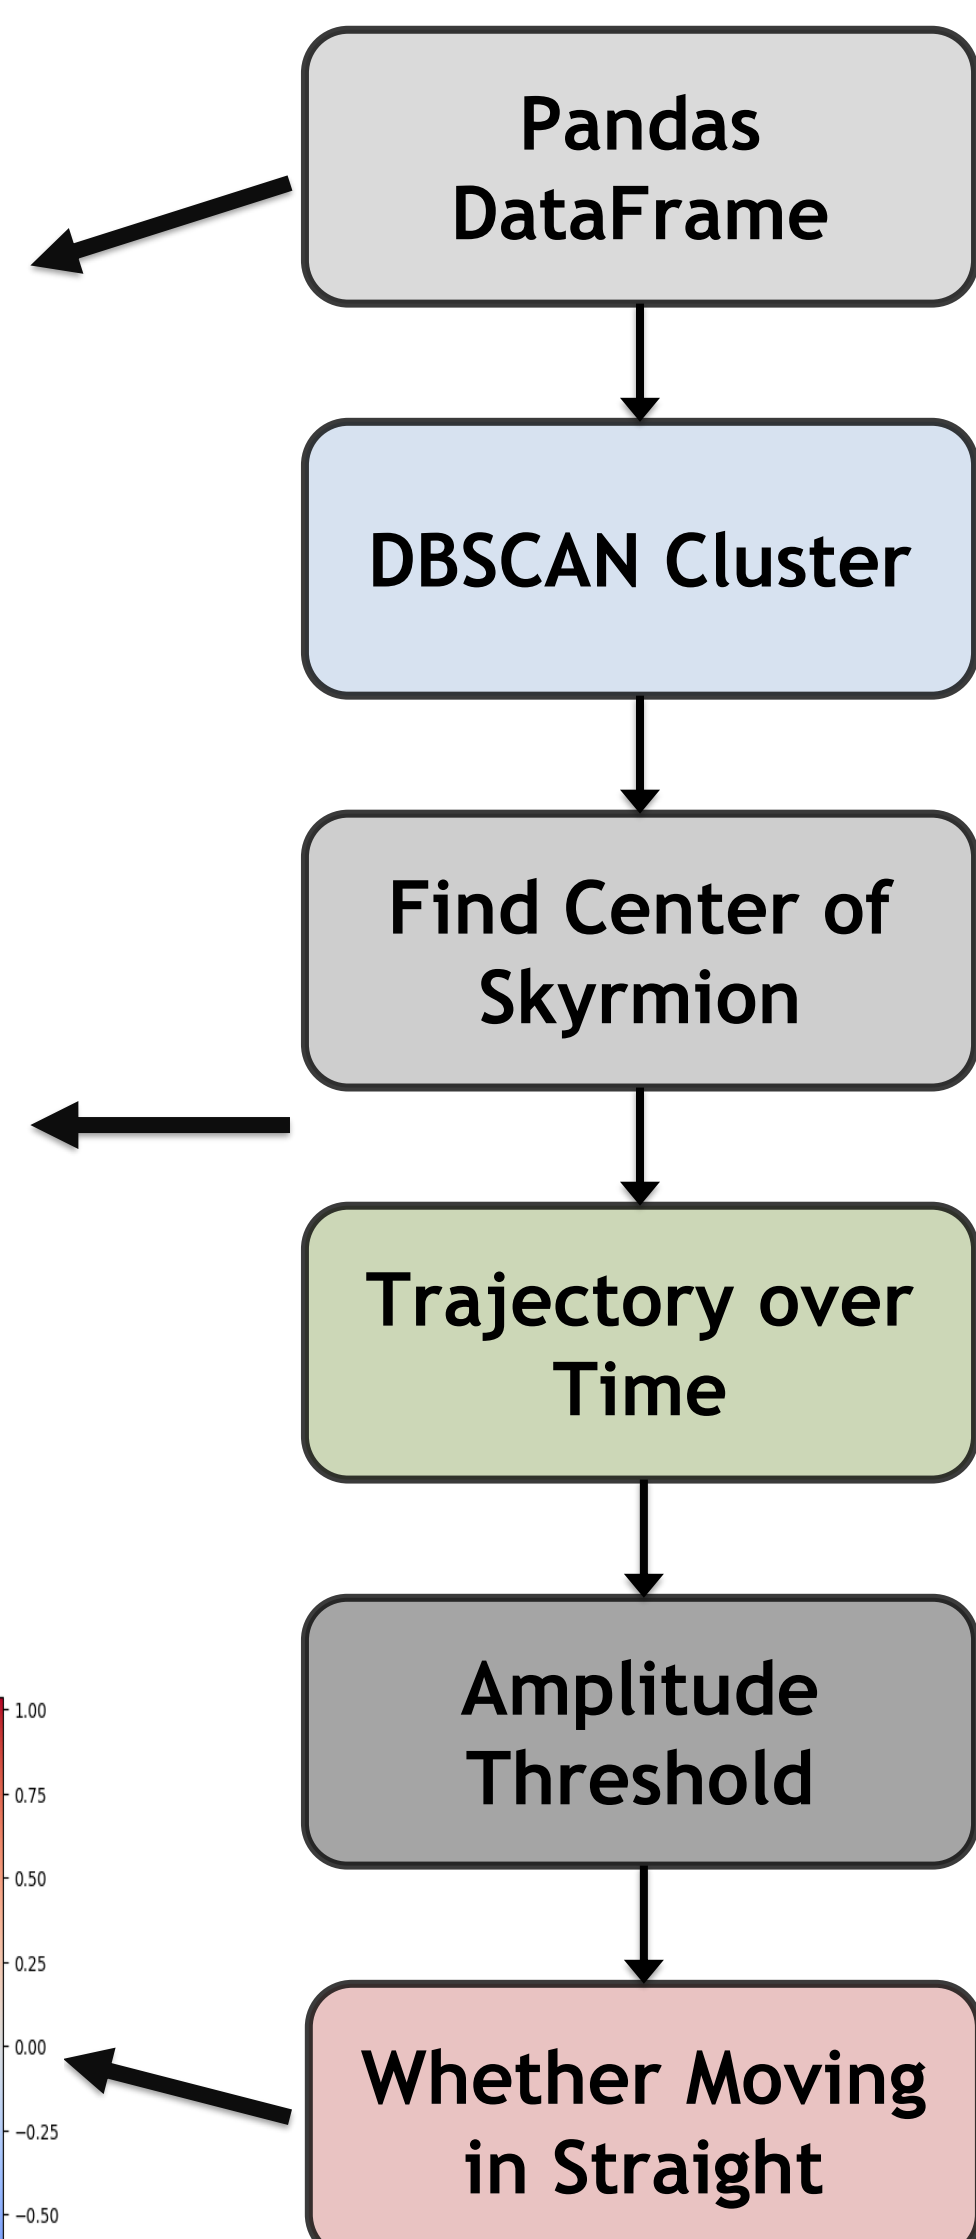 Pandas
DataFrame
DBSCAN Cluster
Find Center of
Skyrmion
Trajectory over
Time
Amplitude
Threshold
1.00
0.75
0.50
0.25
0.00
−0.25
−0.50
Whether Moving
in Straight